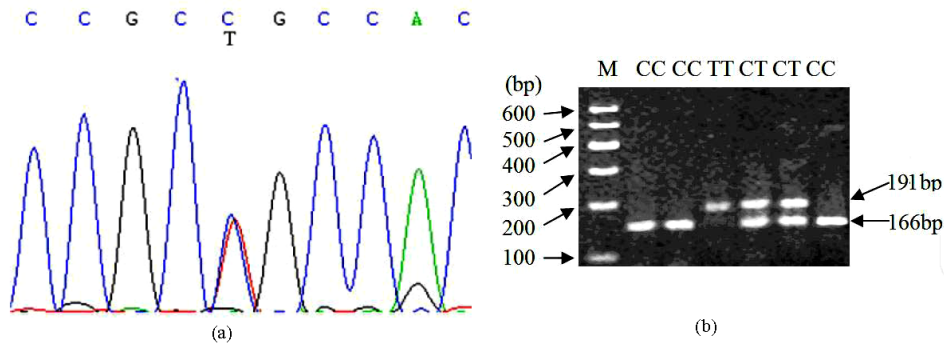 C C G C C G C C A C
T
(a)
M CC CC TT CT CT CC
(bp)
600
500
400
300
200
100
191bp
166bp
(b)